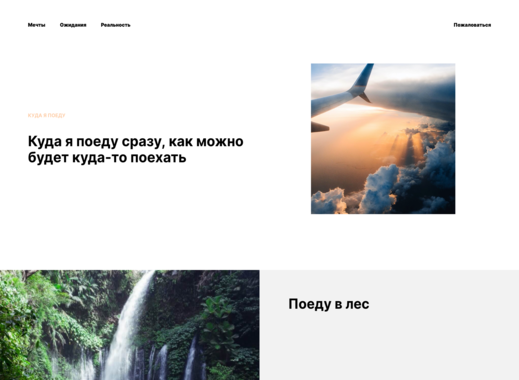 Мечты Ожидания Реальность Пожаловаться
КУДА Я ПОЕДУ
Куда я поеду сразу, как можно
будет куда-то поехать
Поеду в лес